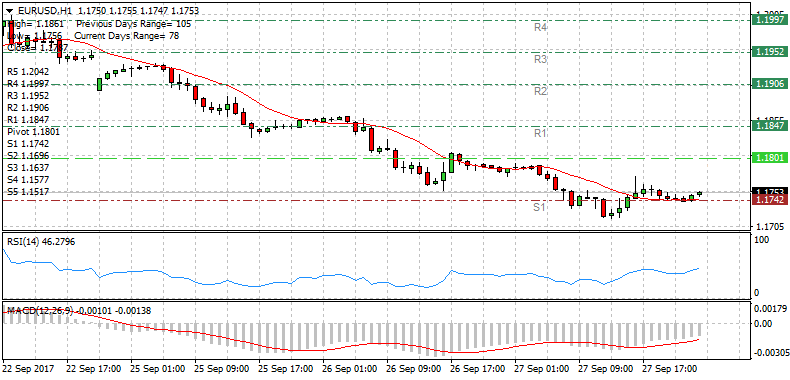 EURUSD,H1 1.1750 1.1755 1.1747 1.1753
High= 1.1861 Previous Days Range= 105
Low= 1.1756 Current Days Range= 78
Close= 1.1787
R5 1.2042
R4 1.1997
R3 1.1952
R2 1.1906
R1 1.1847
Pivot 1.1801
S1 1.1742
S2 1.1696
S3 1.1637
S4 1.1577
S5 1.1517
R4
R3
R2
R1
S1
1.1997
1.1952
1.1906
1.1847
1.1801
1.1753
1.1742
1.1705
RSI(14) 46.2796
100
0
MACD(12,26,9) -0.00101 -0.00138
0.00179
0.00
-0.00305
22 Sep 2017
22 Sep 17:00
25 Sep 01:00
25 Sep 09:00
25 Sep 17:00
26 Sep 01:00
26 Sep 09:00
26 Sep 17:00
27 Sep 01:00
27 Sep 09:00
27 Sep 17:00